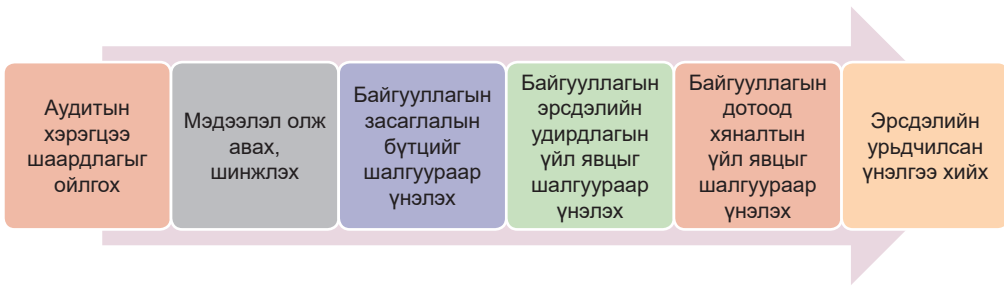 Аудитын
хэрэгцээ
шаардлагыг
ойлгох
Мэдээлэл олж
авах,
шинжлэх
Байгууллагын
засаглалын
бүтцийг
шалгуураар
үнэлэх
Байгууллагын
эрсдэлийн
удирдлагын
үйл явцыг
шалгуураар
үнэлэх
Байгууллагын
дотоод
хяналтын
үйл явцыг
шалгуураар
үнэлэх
Эрсдэлийн
урьдчилсан
үнэлгээ хийх